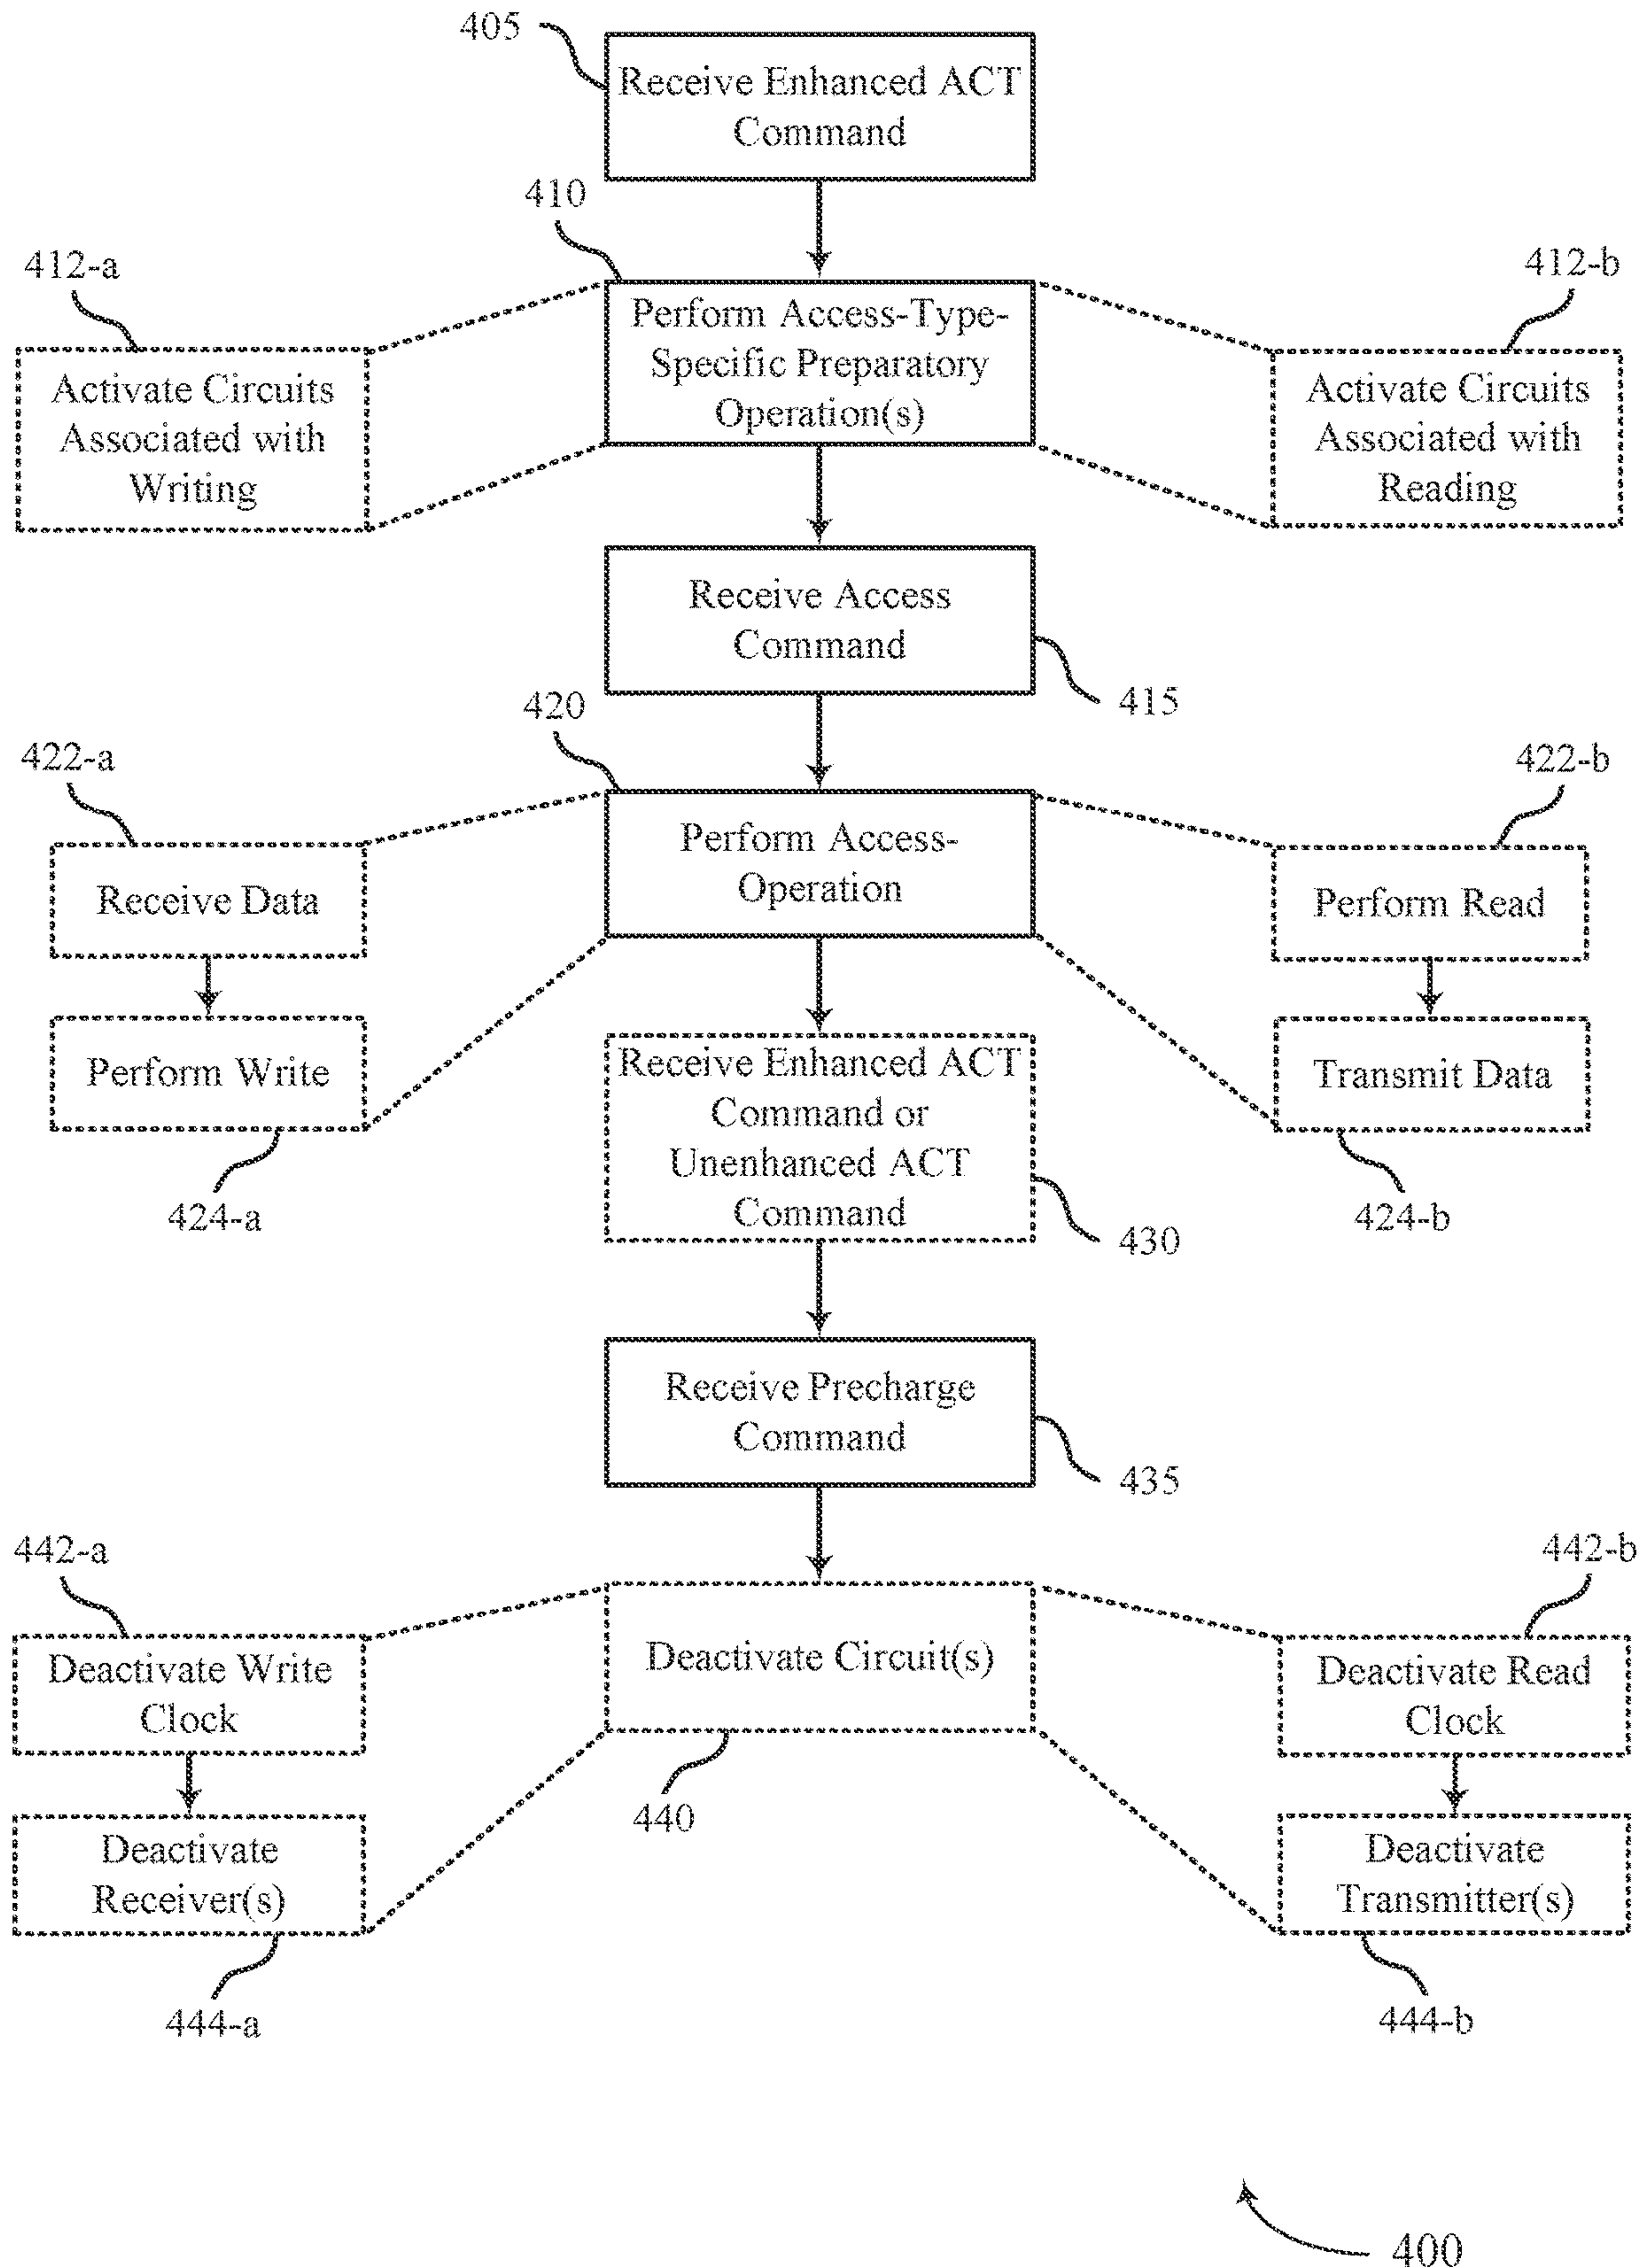 405
Receive Enhanced ACT
Command
410
412-a
412-b
Perform Access-Type-
Specific Preparatory
Operation(s)
Activate Circuits
Associated with
Writing
Activate Circuits
Associated with
Reading
Receive Access
Command
415
420
422-a
422-b
Perform Access-
Operation
Receive Data
Perform Read
Perform Write
Transmit Data
424-a
424-b
Receive Enhanced ACT
Command or
Unenhanced ACT
Command
430
Receive Precharge
Command
435
442-a
442-b
Deactivate Circuit(s)
Deactivate Write
Clock
Deactivate Read
Clock
440
Deactivate
Receiver(s)
Deactivate
Transmitter(s)
444-a
444-b
400